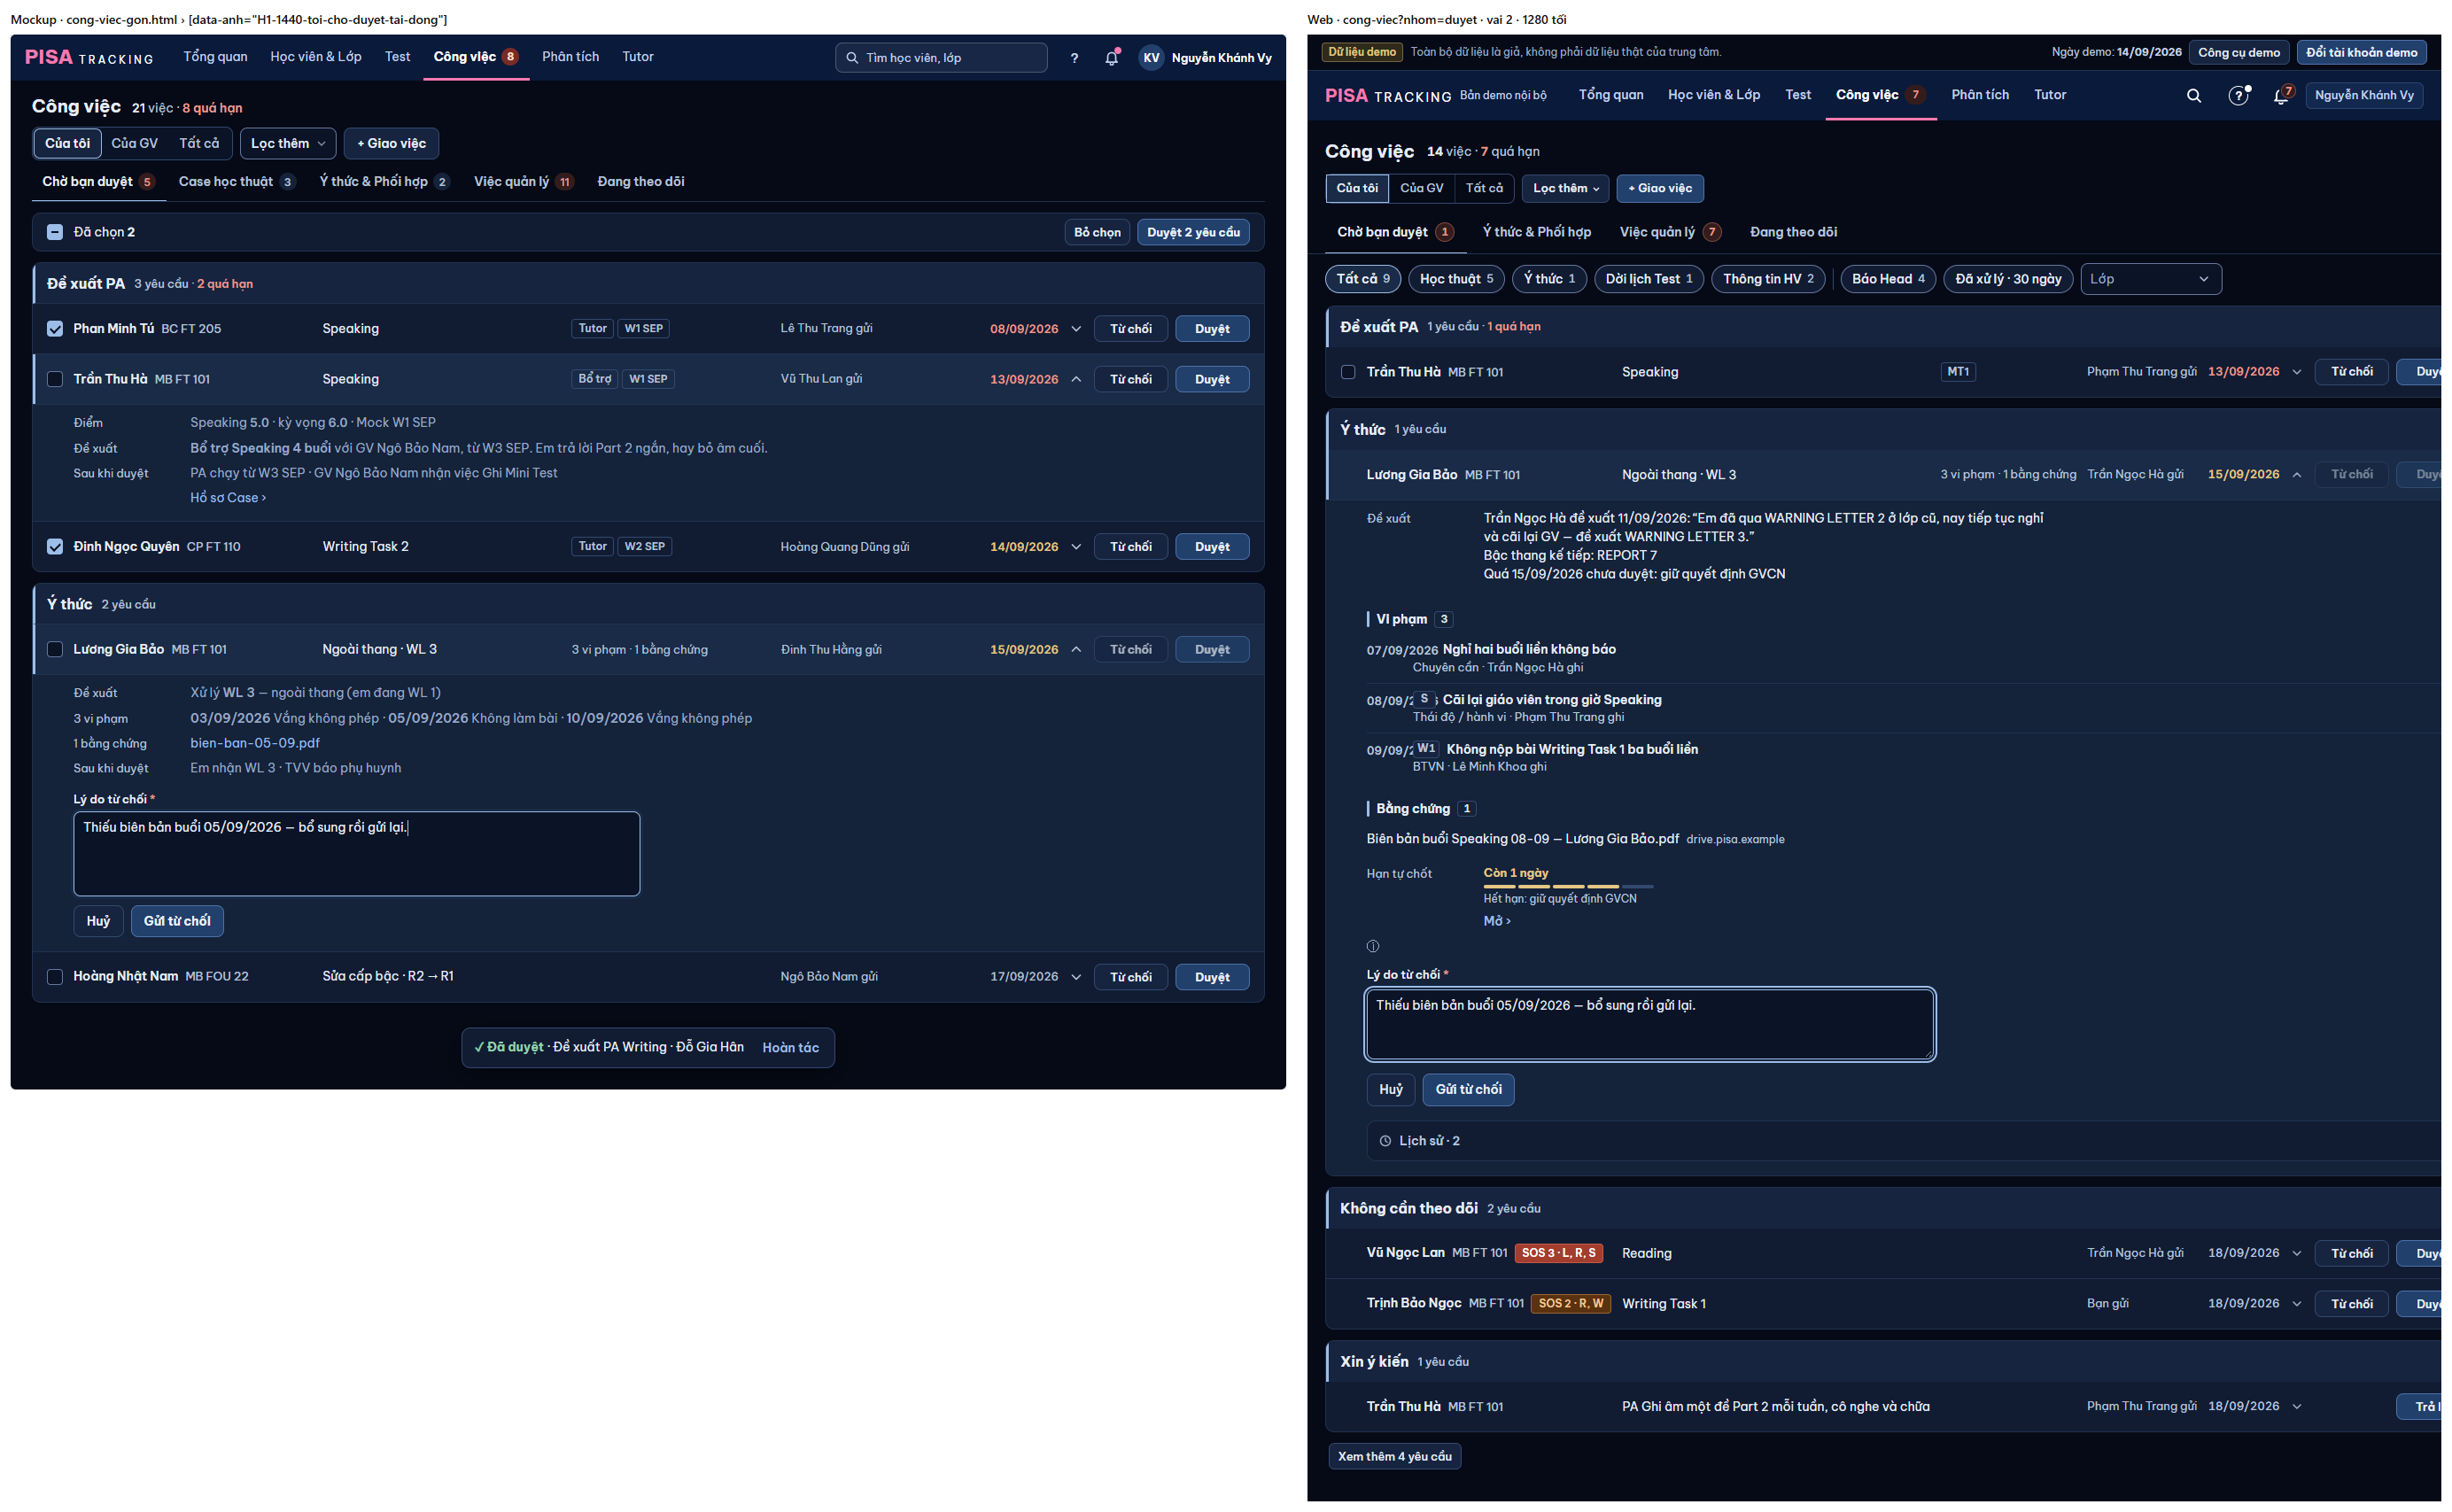 Mockup · cong-viec-gon.html › [data-anh="H1-1440-toi-cho-duyet-tai-dong"]
PISA TRACKING Tổng quan Học viên & Lớp Test Công việc 8 Phân tích Tutor Tìm học viên, lớp ? KV Nguyễn Khánh Vy
Công việc 21 việc · 8 quá hạn
Của tôi Của GV Tất cả Lọc thêm + Giao việc
Chờ bạn duyệt 5 Case học thuật 3 Ý thức & Phối hợp 2 Việc quản lý 11 Đang theo dõi
Đã chọn 2 Bỏ chọn Duyệt 2 yêu cầu
Đề xuất PA 3 yêu cầu · 2 quá hạn
Phan Minh Tú BC FT 205 Speaking Tutor W1 SEP Lê Thu Trang gửi 08/09/2026 Từ chối Duyệt
Trần Thu Hà MB FT 101 Speaking Bổ trợ W1 SEP Vũ Thu Lan gửi 13/09/2026 Từ chối Duyệt
Điểm Speaking 5.0 · kỳ vọng 6.0 · Mock W1 SEP
Đề xuất Bổ trợ Speaking 4 buổi với GV Ngô Bảo Nam, từ W3 SEP. Em trả lời Part 2 ngắn, hay bỏ âm cuối.
Sau khi duyệt PA chạy từ W3 SEP · GV Ngô Bảo Nam nhận việc Ghi Mini Test
Hồ sơ Case ›
Đinh Ngọc Quyên CP FT 110 Writing Task 2 Tutor W2 SEP Hoàng Quang Dũng gửi 14/09/2026 Từ chối Duyệt
Ý thức 2 yêu cầu
Lương Gia Bảo MB FT 101 Ngoài thang · WL 3 3 vi phạm · 1 bằng chứng Đinh Thu Hằng gửi 15/09/2026 Từ chối Duyệt
Đề xuất Xử lý WL 3 — ngoài thang (em đang WL 1)
3 vi phạm 03/09/2026 Vắng không phép · 05/09/2026 Không làm bài · 10/09/2026 Vắng không phép
1 bằng chứng bien-ban-05-09.pdf
Sau khi duyệt Em nhận WL 3 · TVV báo phụ huynh
Lý do từ chối *
Thiếu biên bản buổi 05/09/2026 — bổ sung rồi gửi lại.
Huỷ Gửi từ chối
Hoàng Nhật Nam MB FOU 22 Sửa cấp bậc · R2 → R1 Ngô Bảo Nam gửi 17/09/2026 Từ chối Duyệt
✓ Đã duyệt · Đề xuất PA Writing · Đỗ Gia Hân Hoàn tác
Web · cong-viec?nhom=duyet · vai 2 · 1280 tối
Dữ liệu demo Toàn bộ dữ liệu là giả, không phải dữ liệu thật của trung tâm. Ngày demo: 14/09/2026 Công cụ demo Đổi tài khoản demo
PISA TRACKING Bản demo nội bộ Tổng quan Học viên & Lớp Test Công việc 7 Phân tích Tutor ? 7 Nguyễn Khánh Vy
Công việc 14 việc · 7 quá hạn
Của tôi Của GV Tất cả Lọc thêm + Giao việc
Chờ bạn duyệt 1 Ý thức & Phối hợp Việc quản lý 7 Đang theo dõi
Tất cả 9 Học thuật 5 Ý thức 1 Dời lịch Test 1 Thông tin HV 2 Báo Head 4 Đã xử lý · 30 ngày Lớp
Đề xuất PA 1 yêu cầu · 1 quá hạn
Trần Thu Hà MB FT 101 Speaking MT1 Phạm Thu Trang gửi 13/09/2026 Từ chối Duy
Ý thức 1 yêu cầu
Lương Gia Bảo MB FT 101 Ngoài thang · WL 3 3 vi phạm · 1 bằng chứng Trần Ngọc Hà gửi 15/09/2026 Từ chối Duy
Đề xuất Trần Ngọc Hà đề xuất 11/09/2026: “Em đã qua WARNING LETTER 2 ở lớp cũ, nay tiếp tục nghỉ
và cãi lại GV — đề xuất WARNING LETTER 3.”
Bậc thang kế tiếp: REPORT 7
Quá 15/09/2026 chưa duyệt: giữ quyết định GVCN
Vi phạm 3
07/09/2026 Nghỉ hai buổi liền không báo
Chuyên cần · Trần Ngọc Hà ghi
08/09/2 S Cãi lại giáo viên trong giờ Speaking
Thái độ / hành vi · Phạm Thu Trang ghi
09/09/2 W1 Không nộp bài Writing Task 1 ba buổi liền
BTVN · Lê Minh Khoa ghi
Bằng chứng 1
Biên bản buổi Speaking 08-09 — Lương Gia Bảo.pdf drive.pisa.example
Hạn tự chốt Còn 1 ngày
Hết hạn: giữ quyết định GVCN
Mở ›
Lý do từ chối *
Thiếu biên bản buổi 05/09/2026 — bổ sung rồi gửi lại.
Huỷ Gửi từ chối
Lịch sử · 2
Không cần theo dõi 2 yêu cầu
Vũ Ngọc Lan MB FT 101 SOS 3 · L, R, S Reading Trần Ngọc Hà gửi 18/09/2026 Từ chối Duy
Trịnh Bảo Ngọc MB FT 101 SOS 2 · R, W Writing Task 1 Bạn gửi 18/09/2026 Từ chối Duy
Xin ý kiến 1 yêu cầu
Trần Thu Hà MB FT 101 PA Ghi âm một đề Part 2 mỗi tuần, cô nghe và chữa Phạm Thu Trang gửi 18/09/2026 Trả l
Xem thêm 4 yêu cầu